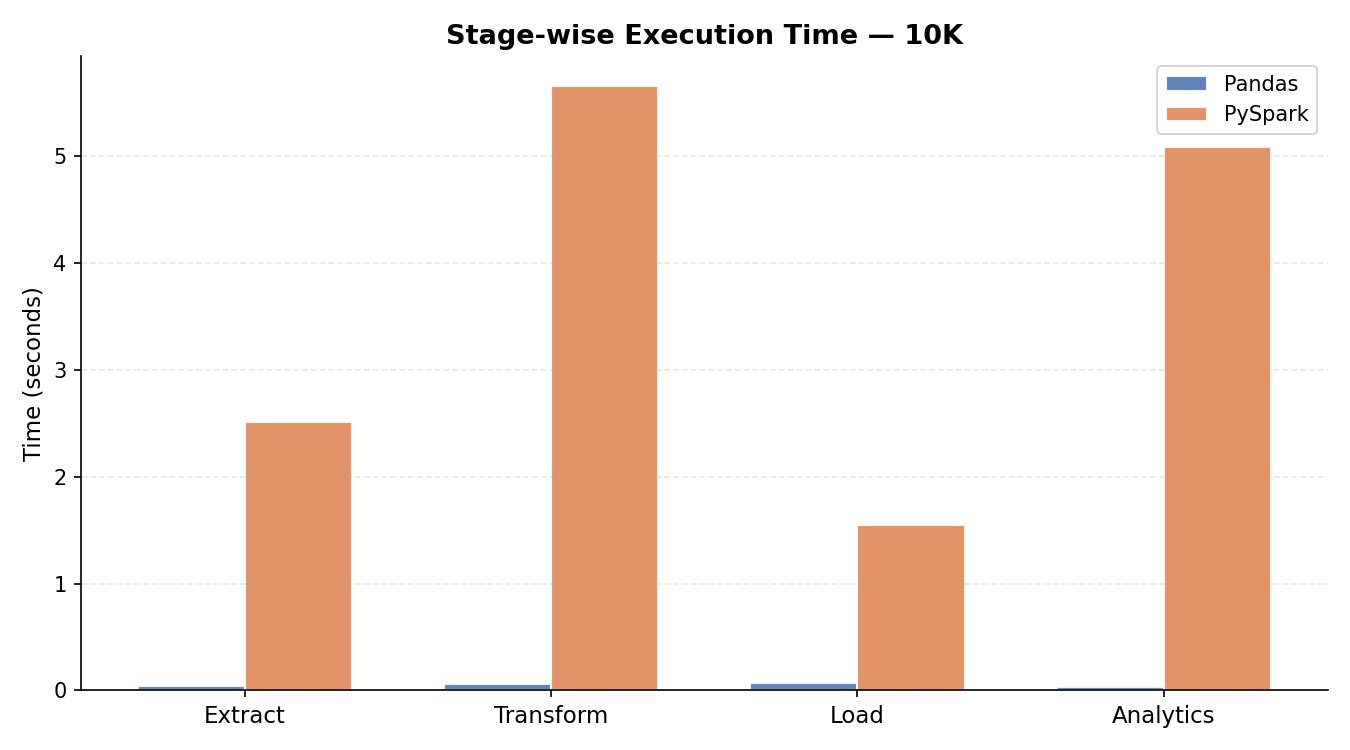 Stage-wise Execution Time — 10K
Pandas
PySpark
Time (seconds)
5
4
3
2
1
0
Extract
Transform
Load
Analytics